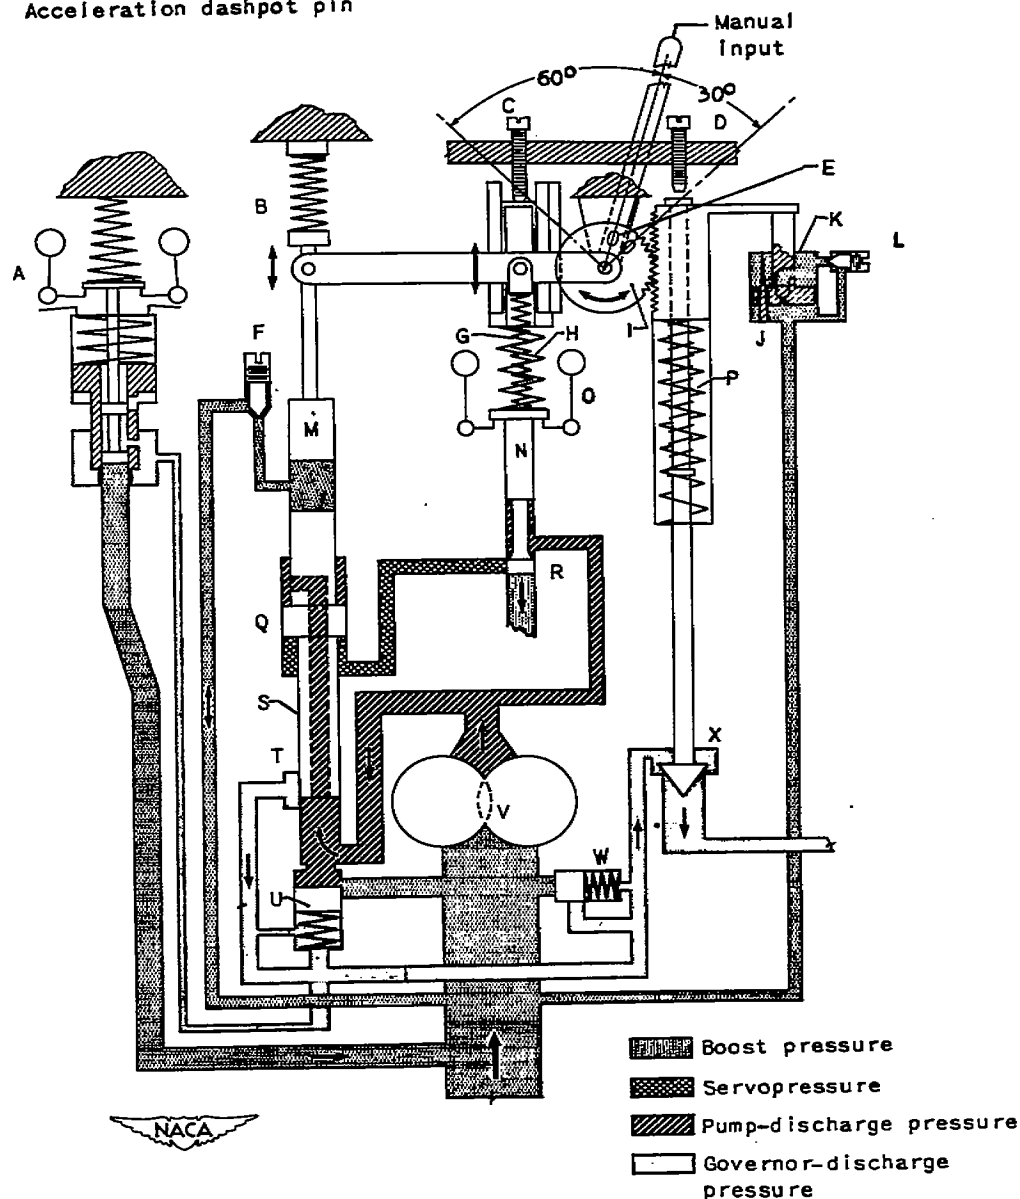 Acceleration dashpot pin
Manual
input
60°
30°
C
D
E
B
K
L
A
F
G
H
I
J
O
P
M
N
R
Q
S
X
T
V
W
U
Boost pressure
Servopressure
Pump-discharge pressure
Governor-discharge
pressure
NACA